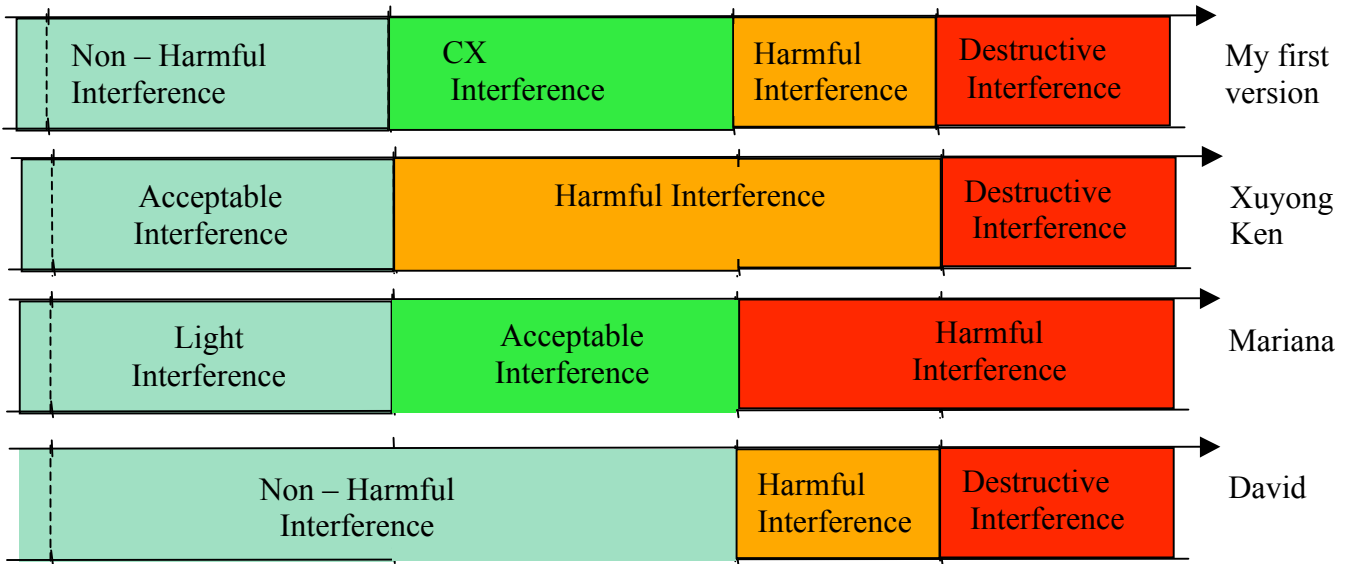 Non – Harmful
Interference
CX
Interference
Harmful
Interference
Destructive
Interference
My first
version
Acceptable
Interference
Harmful Interference
Destructive
Interference
Xuyong
Ken
Light
Interference
Acceptable
Interference
Harmful
Interference
Mariana
Non – Harmful
Interference
Harmful
Interference
Destructive
Interference
David